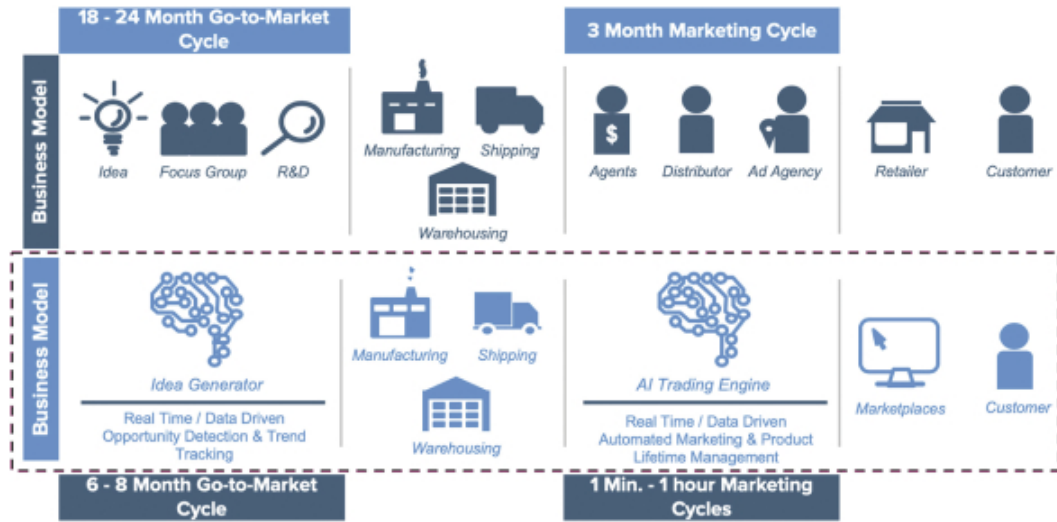 18 - 24 Month Go-to-Market
Cycle
3 Month Marketing Cycle
Business Model
Idea
Focus Group
R&D
Manufacturing
Shipping
Warehousing
$
Agents
Distributor
Ad Agency
Retailer
Customer
Business Model
Idea Generator
Real Time / Data Driven
Opportunity Detection & Trend
Tracking
Manufacturing
Shipping
Warehousing
AI Trading Engine
Real Time / Data Driven
Automated Marketing & Product
Lifetime Management
Marketplaces
Customer
6 - 8 Month Go-to-Market
Cycle
1 Min. - 1 hour Marketing
Cycles